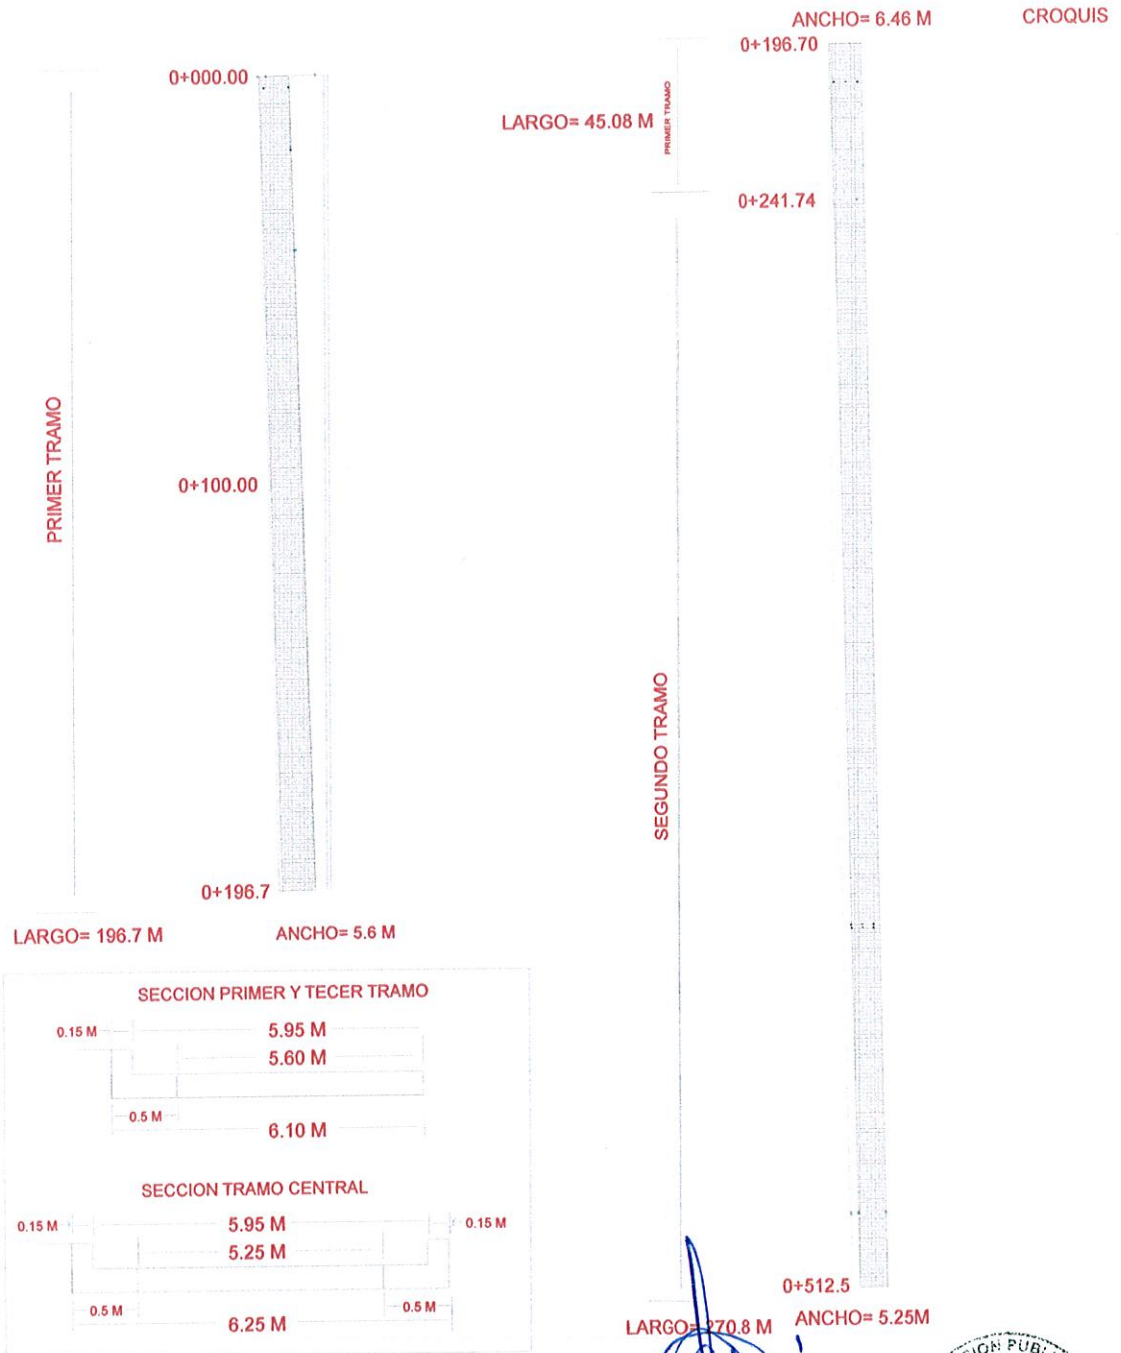 ANCHO= 6.46 M
CROQUIS
0+196.70
0+000.00
LARGO= 45.08 M
PRIMER TRAMO
0+241.74
PRIMER TRAMO
0+100.00
SEGUNDO TRAMO
0+196.7
LARGO= 196.7 M
ANCHO= 5.6 M
SECCION PRIMER Y TECER TRAMO
0.15 M
5.95 M
5.60 M
0.5 M
6.10 M
SECCION TRAMO CENTRAL
0.15 M
5.95 M
0.15 M
5.25 M
0.5 M
0.5 M
6.25 M
0+512.5
LARGO= 270.8 M
ANCHO= 5.25M